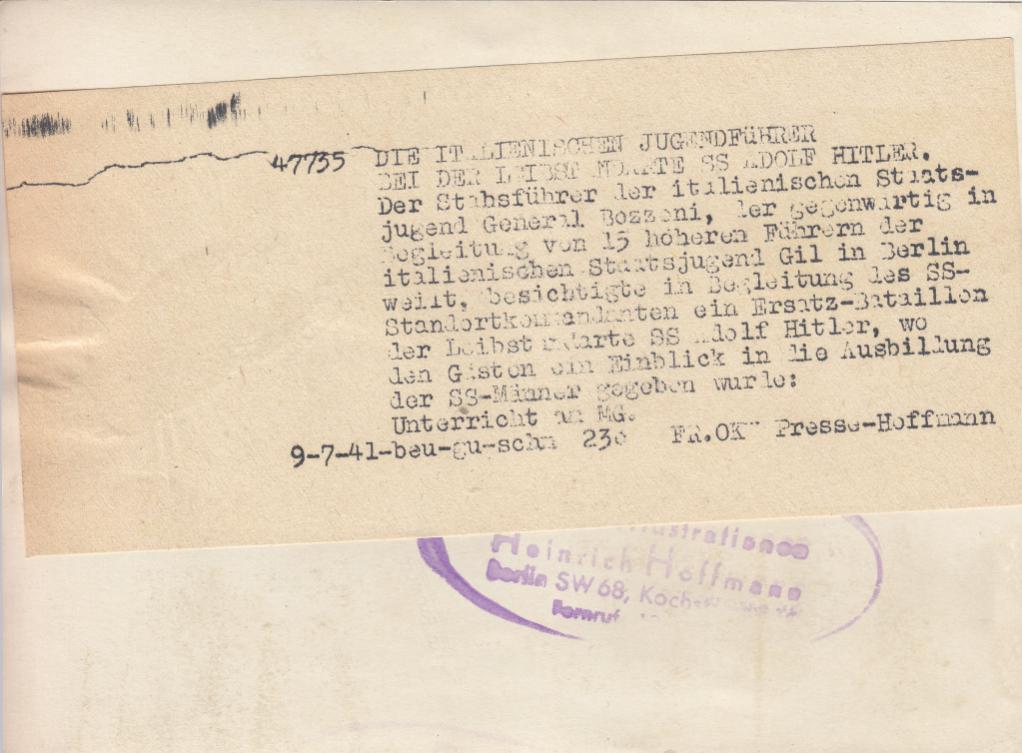 47735 DIE ITALIENISCHEN JUGENDFüHRER
BEI DER LEIBSTANDARTE SS ADOLF HITLER.
Der Stabsführer der italienischen Staats-
jugend General Bozzoni, der gegenwärtig in
Begleitung von 15 höheren Führern der
italienischen Staatsjugend Gil in Berlin
weilt, besichtigte in Begleitung des SS-
Standortkommandanten ein Ersatz-Bataillon
der Leibstandarte SS Adolf Hitler, wo
den Gästen ein Einblick in die Ausbildung
der SS-Männer gegeben wurde:
Unterricht am MG.
9-7-41-beu-gu-schm 23c FR.OK Presse-Hoffmann
Heinrich Hoffmann
Berlin SW 68,
Fernruf